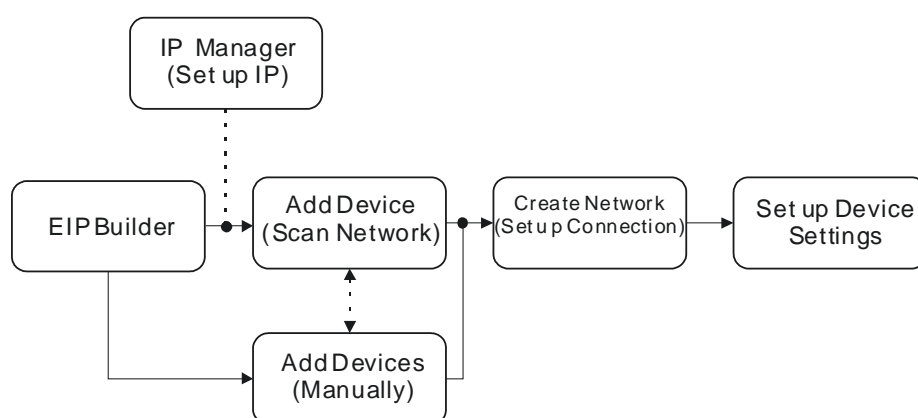 IP Manager
(Set up IP)
EIP Builder
Add Device
(Scan Network)
Create Network
(Set up Connection)
Set up Device
Settings
Add Devices
(Manually)